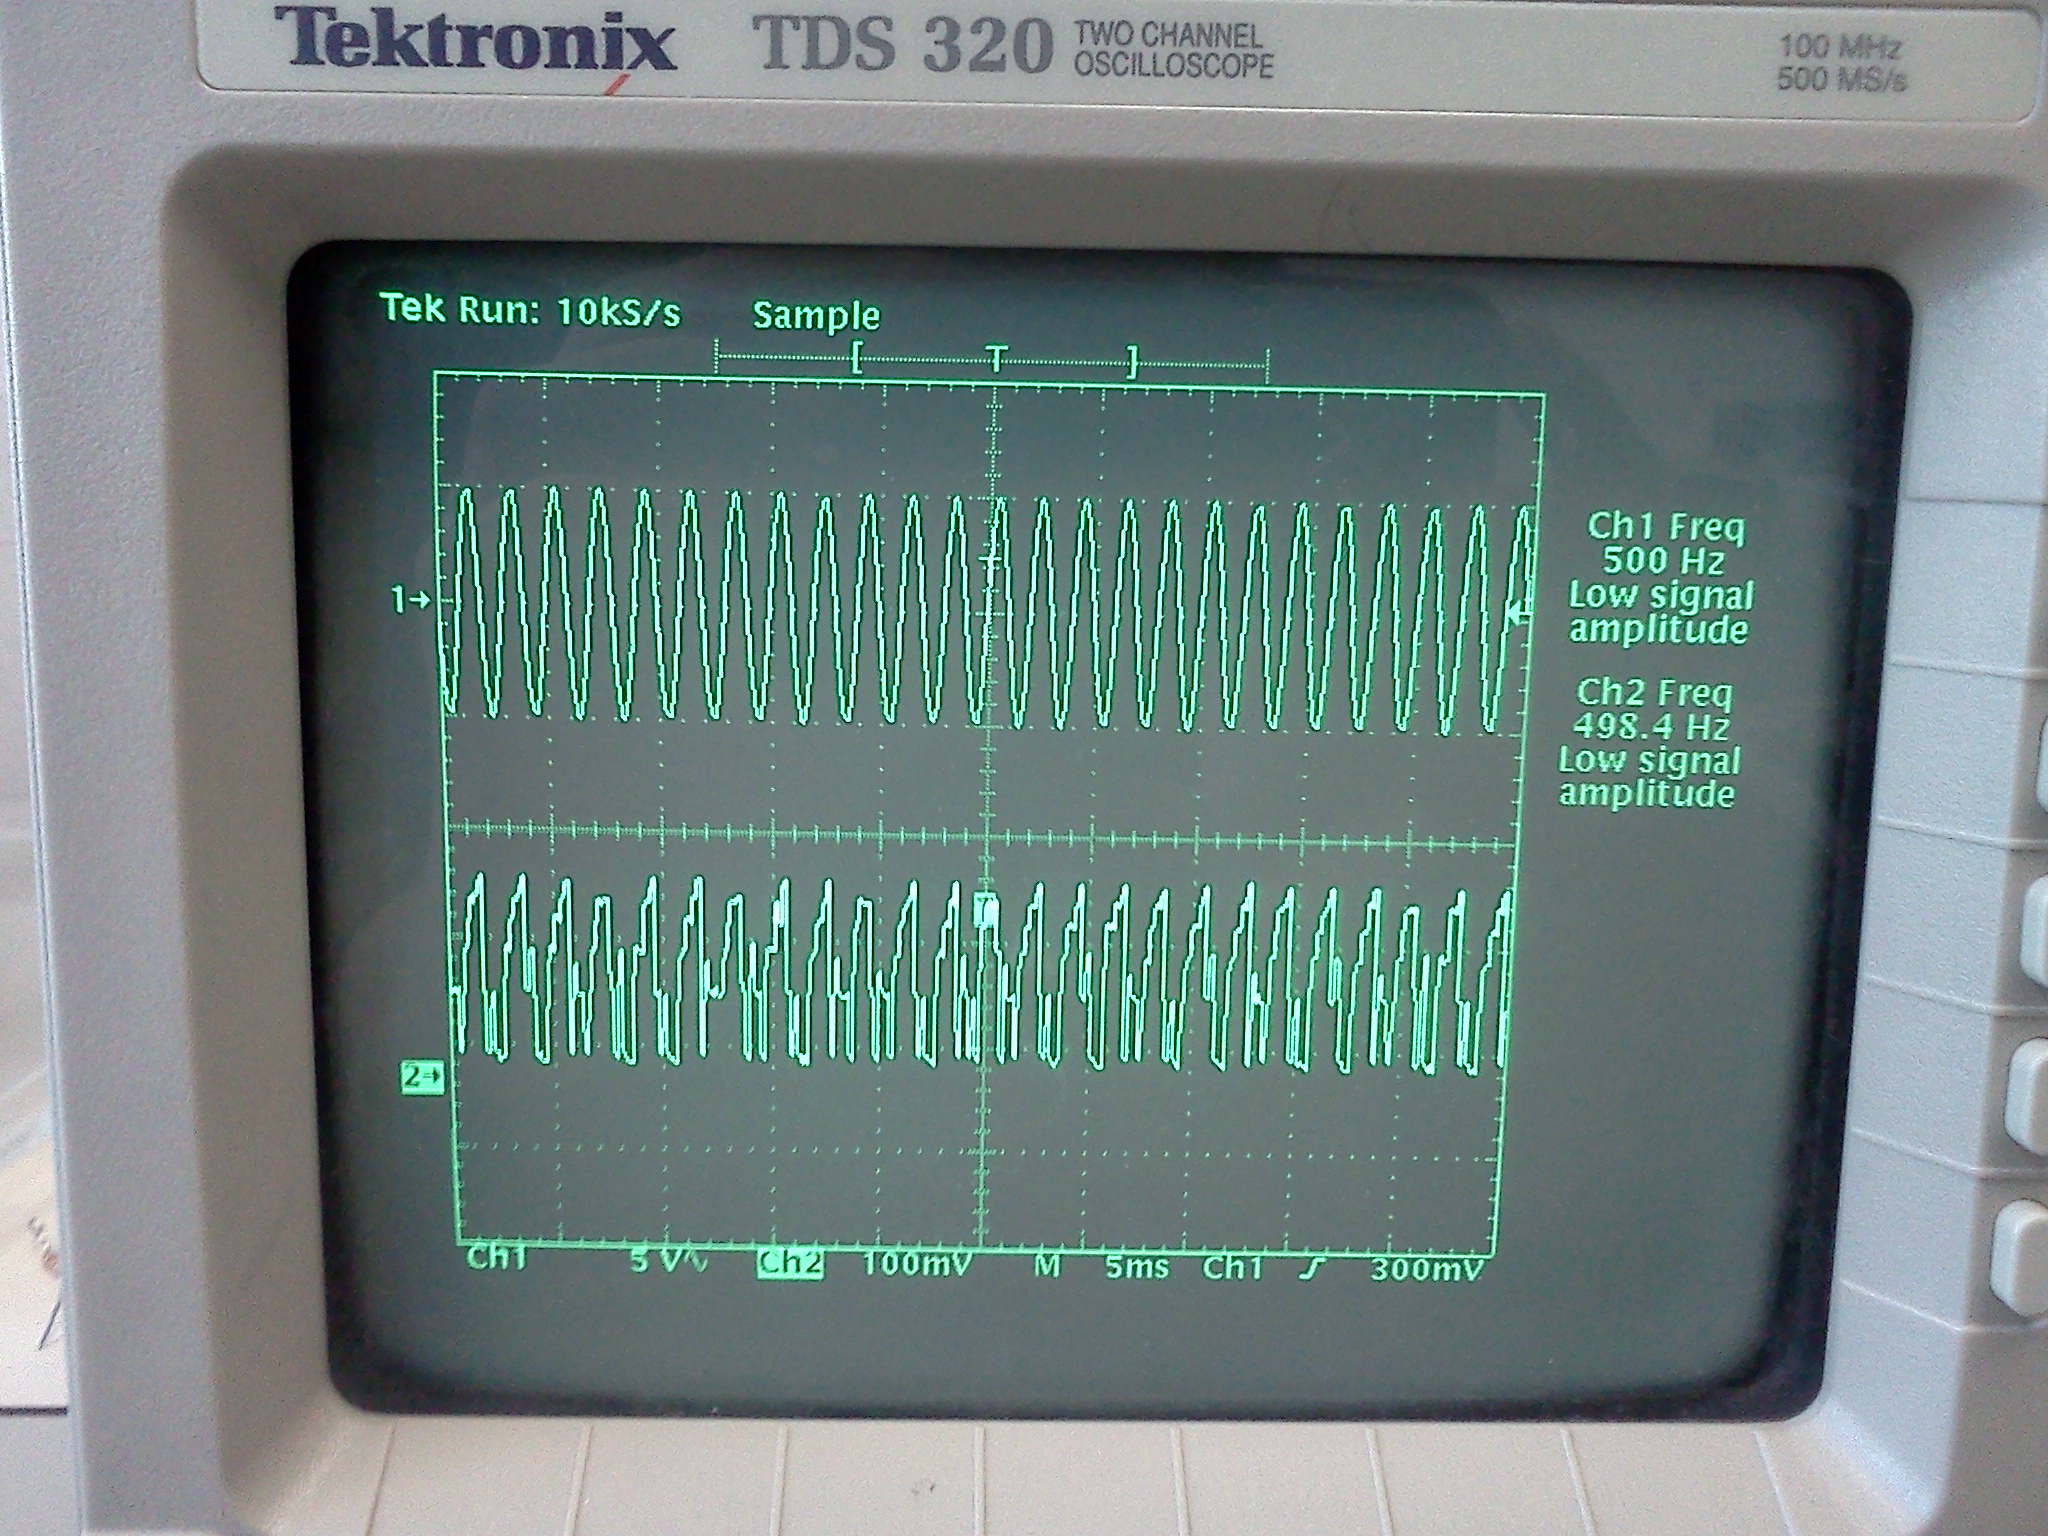 Tektronix TDS 320 TWO CHANNEL OSCILLOSCOPE
100 MHz
500 MS/s
Tek Run: 10kS/s Sample
[ T ]
1→
Ch1 Freq
500 Hz
Low signal
amplitude
Ch2 Freq
498.4 Hz
Low signal
amplitude
2→
Ch1 5 V Ch2 100mV M 5ms Ch1 300mV